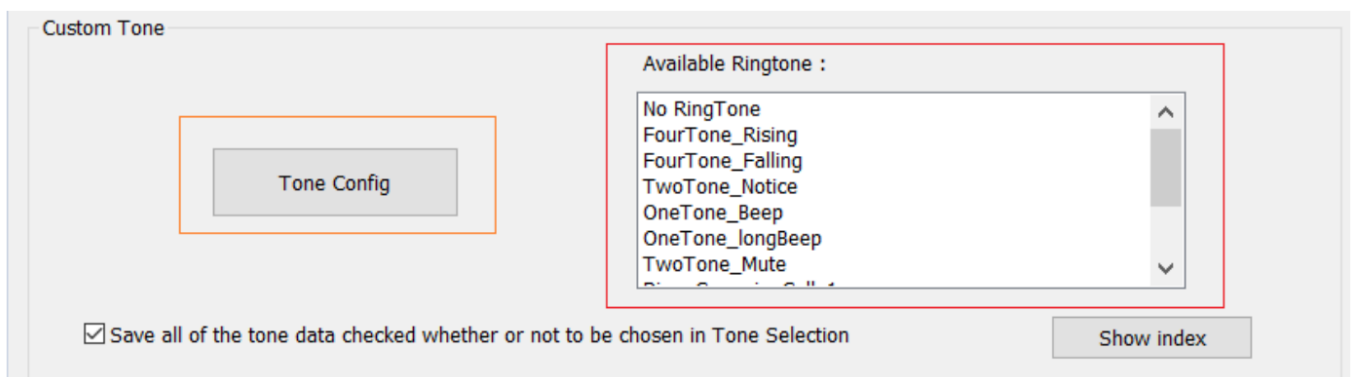 Custom Tone
Available Ringtone :
No RingTone
FourTone_Rising
FourTone_Falling
Tone Config
TwoTone_Notice
OneTone_Beep
OneTone_longBeep
TwoTone_Mute
Save all of the tone data checked whether or not to be chosen in Tone Selection
Show index